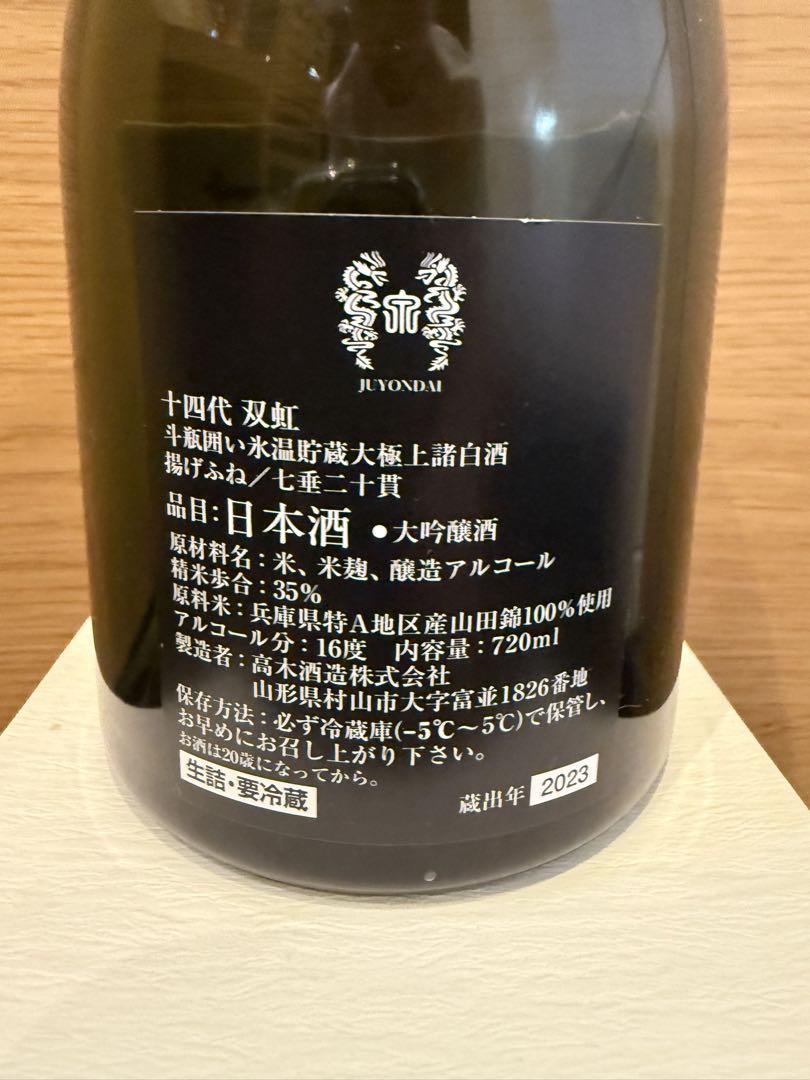 JUYONDAI
十四代 双虹
斗瓶囲い氷温貯蔵大極上諸白酒
揚げふね/七垂二十貫
品目:日本酒 ●大吟醸酒
原材料名:米、米麹、醸造アルコール
精米歩合:35%
原料米:兵庫県特A地区産山田錦100%使用
アルコール分:16度 内容量:720ml
製造者:高木酒造株式会社
山形県村山市大字富並1826番地
保存方法:必ず冷蔵庫(-5℃~5℃)で保管し、
お早めにお召し上がり下さい。
お酒は20歳になってから。
生詰・要冷蔵
蔵出年 2023